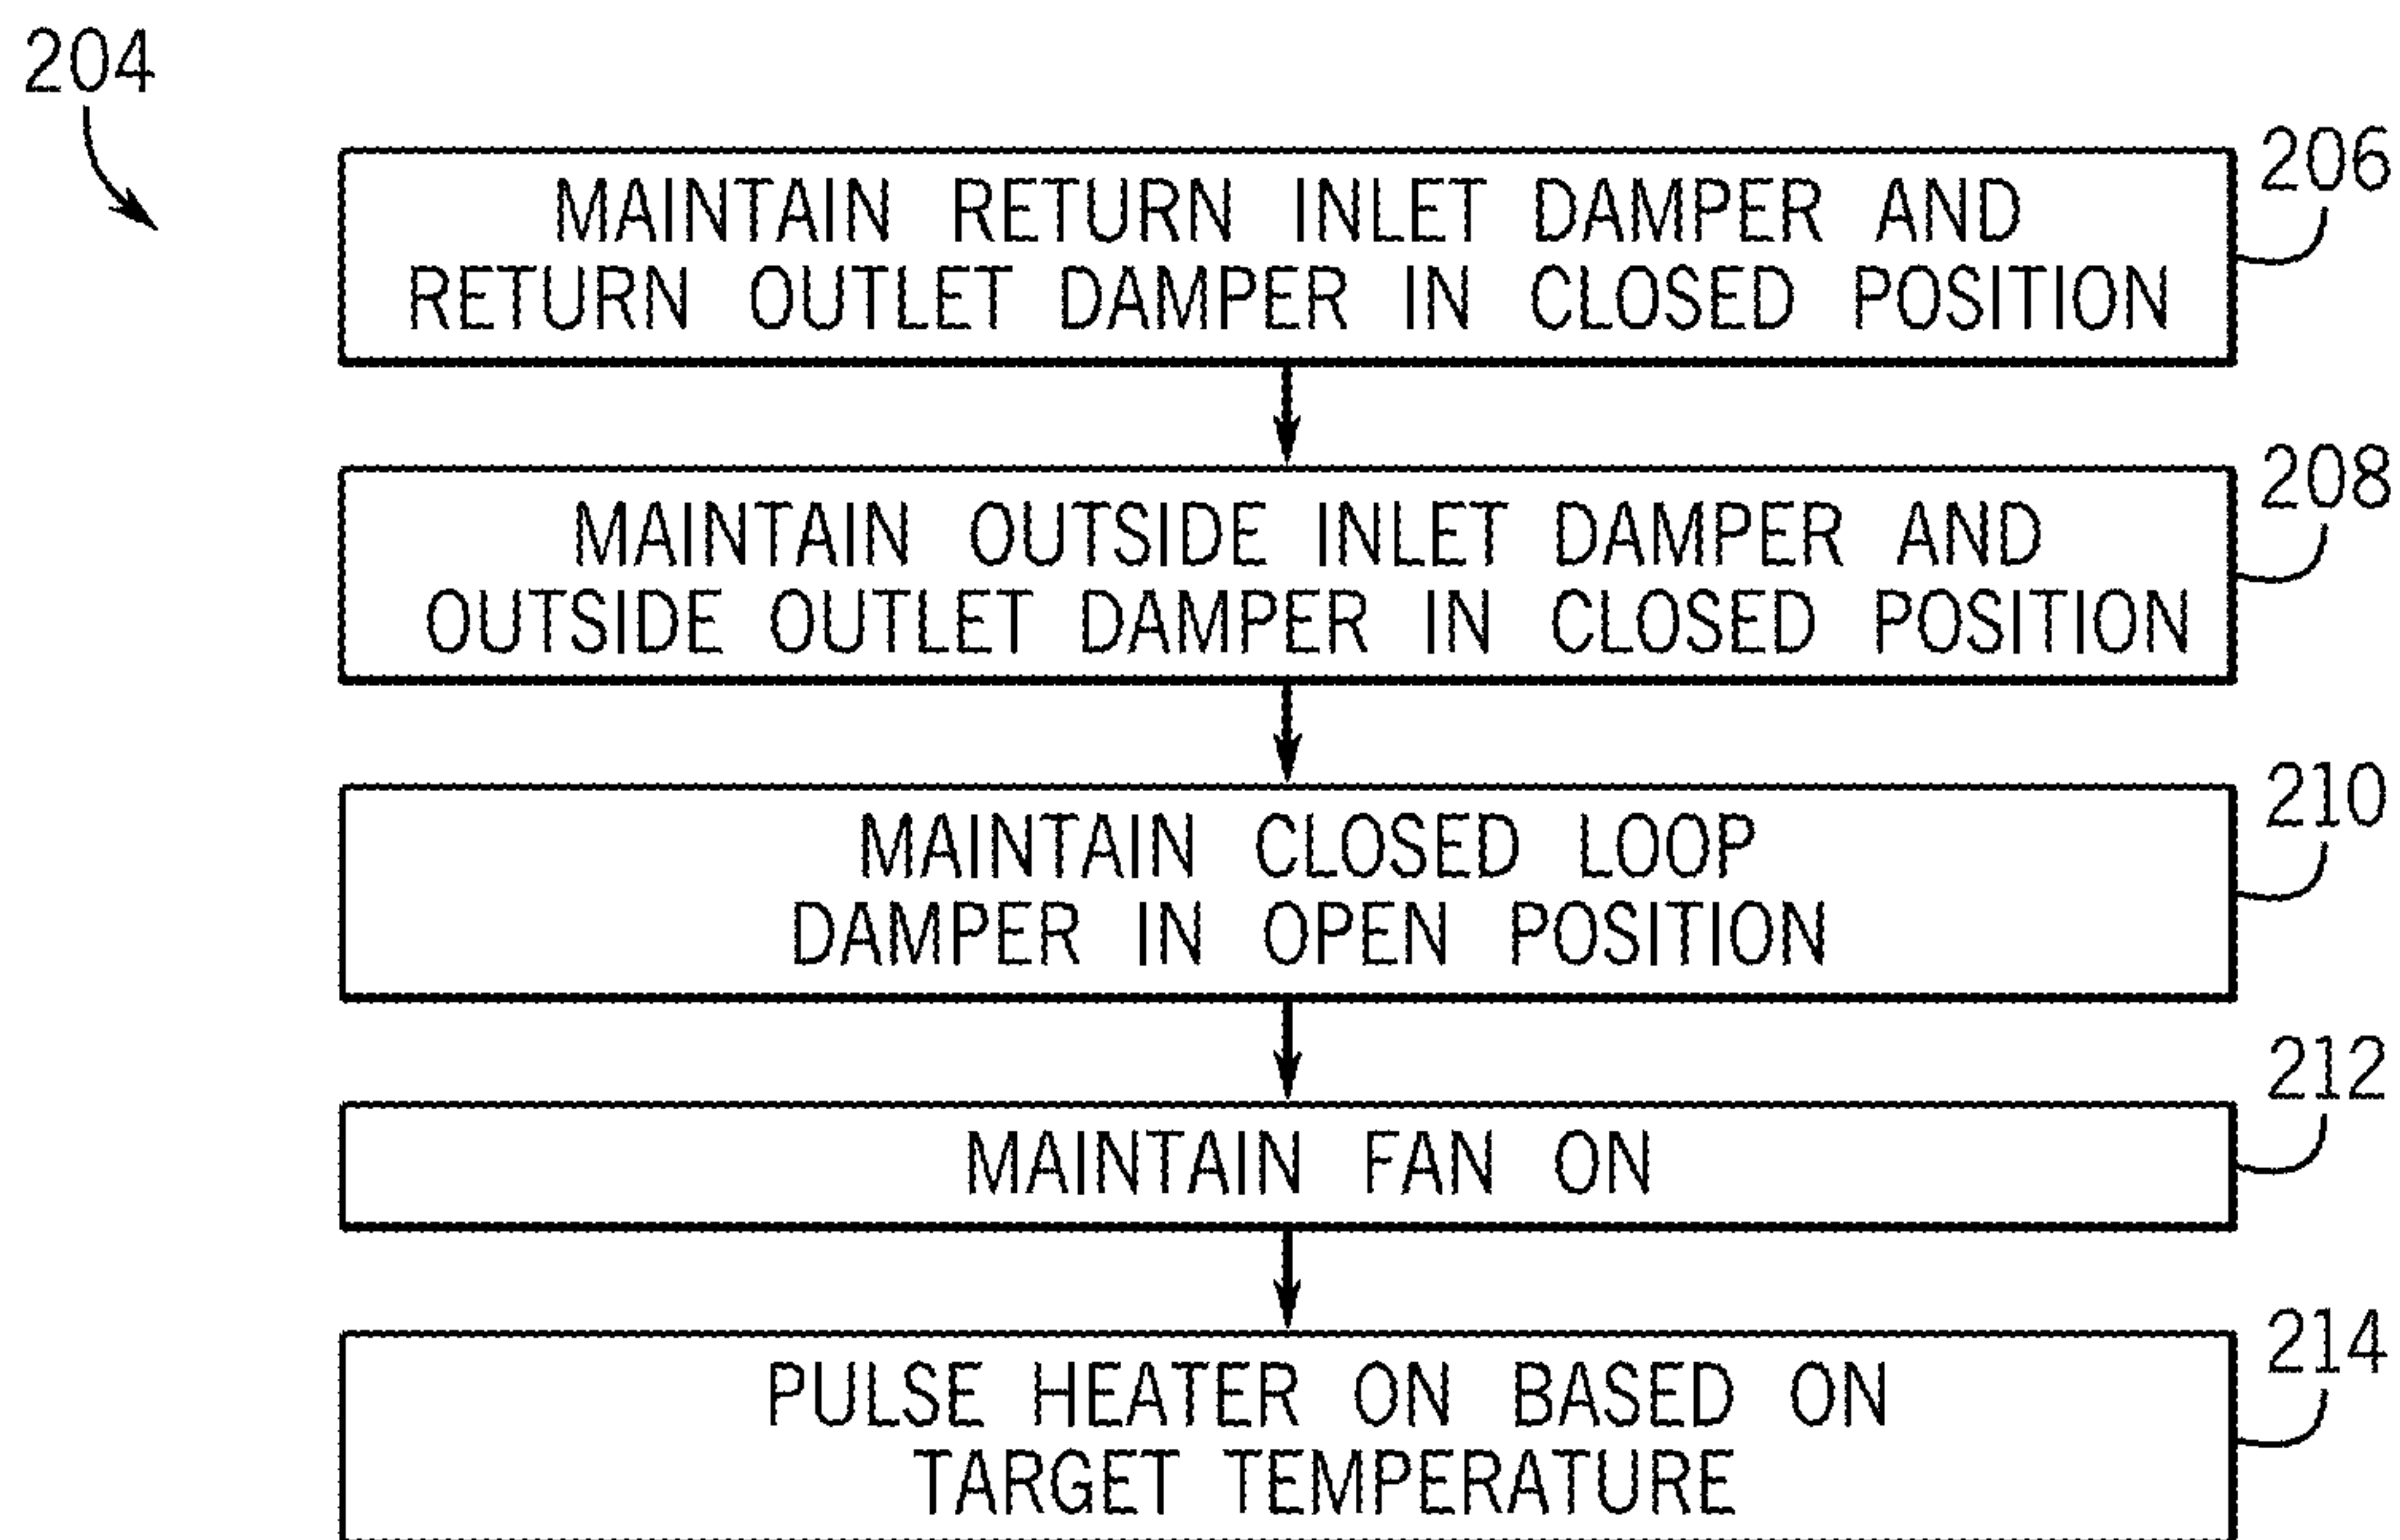 204
206
MAINTAIN RETURN INLET DAMPER AND
RETURN OUTLET DAMPER IN CLOSED POSITION
208
MAINTAIN OUTSIDE INLET DAMPER AND
OUTSIDE OUTLET DAMPER IN CLOSED POSITION
210
MAINTAIN CLOSED LOOP
DAMPER IN OPEN POSITION
212
MAINTAIN FAN ON
214
PULSE HEATER ON BASED ON
TARGET TEMPERATURE